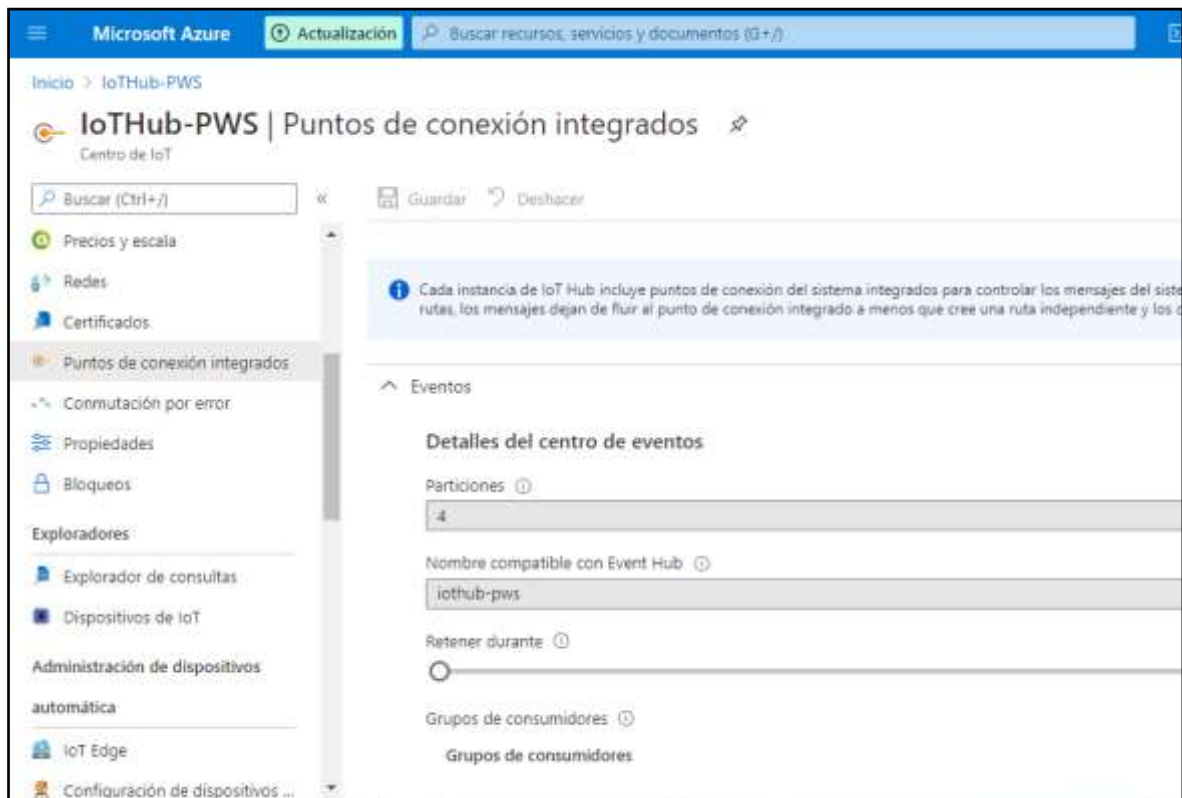 Microsoft Azure
Actualización
Buscar recursos, servicios y documentos (G+/)
Inicio > IoTHub-PWS
IoTHub-PWS | Puntos de conexión integrados
Centro de IoT
Buscar (Ctrl+/)
«
Guardar
Deshacer
Precios y escala
Redes
Certificados
Puntos de conexión integrados
Conmutación por error
Propiedades
Bloqueos
Exploradores
Explorador de consultas
Dispositivos de IoT
Administración de dispositivos
automática
IoT Edge
Configuración de dispositivos ...
Cada instancia de IoT Hub incluye puntos de conexión del sistema integrados para controlar los mensajes del siste
rutas, los mensajes dejan de fluir al punto de conexión integrado a menos que cree una ruta independiente y los
Eventos
Detalles del centro de eventos
Particiones
4
Nombre compatible con Event Hub
iothub-pws
Retener durante
Grupos de consumidores
Grupos de consumidores